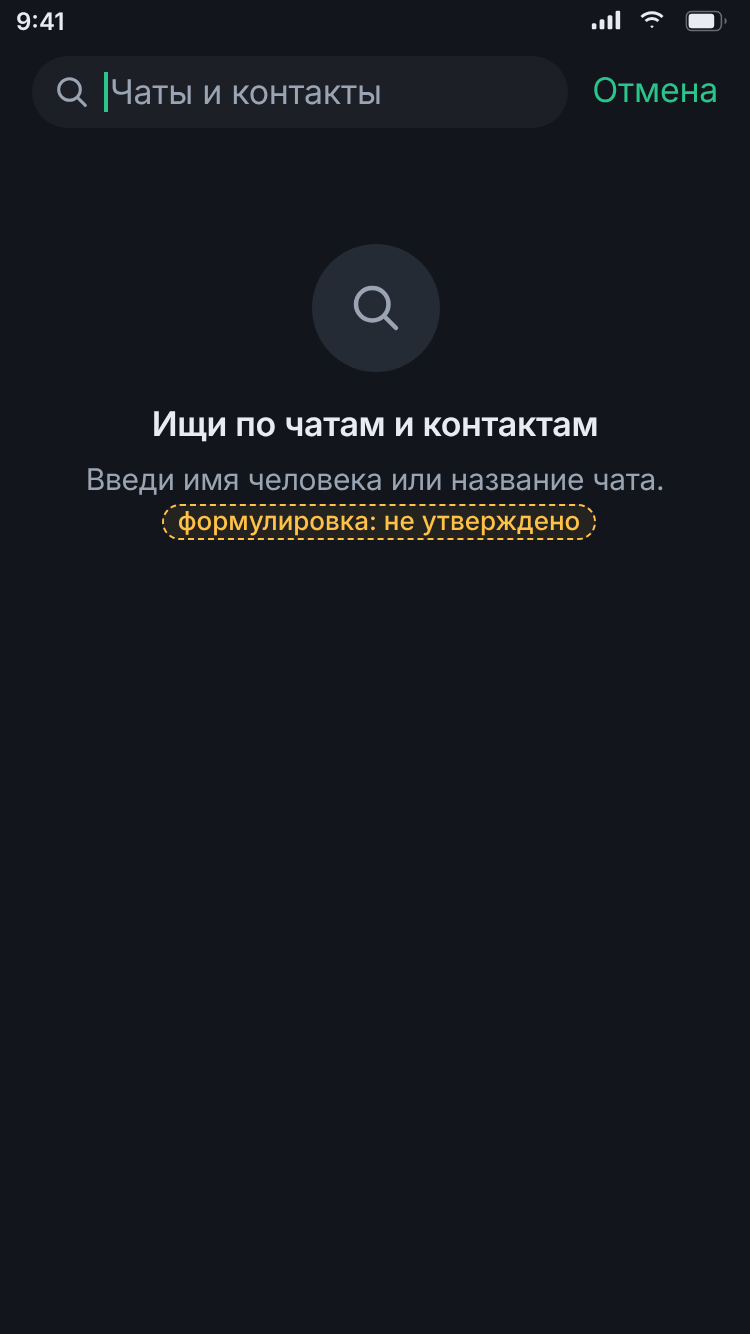 9:41
Чаты и контакты
Отмена
Ищи по чатам и контактам
Введи имя человека или название чата.
формулировка: не утверждено